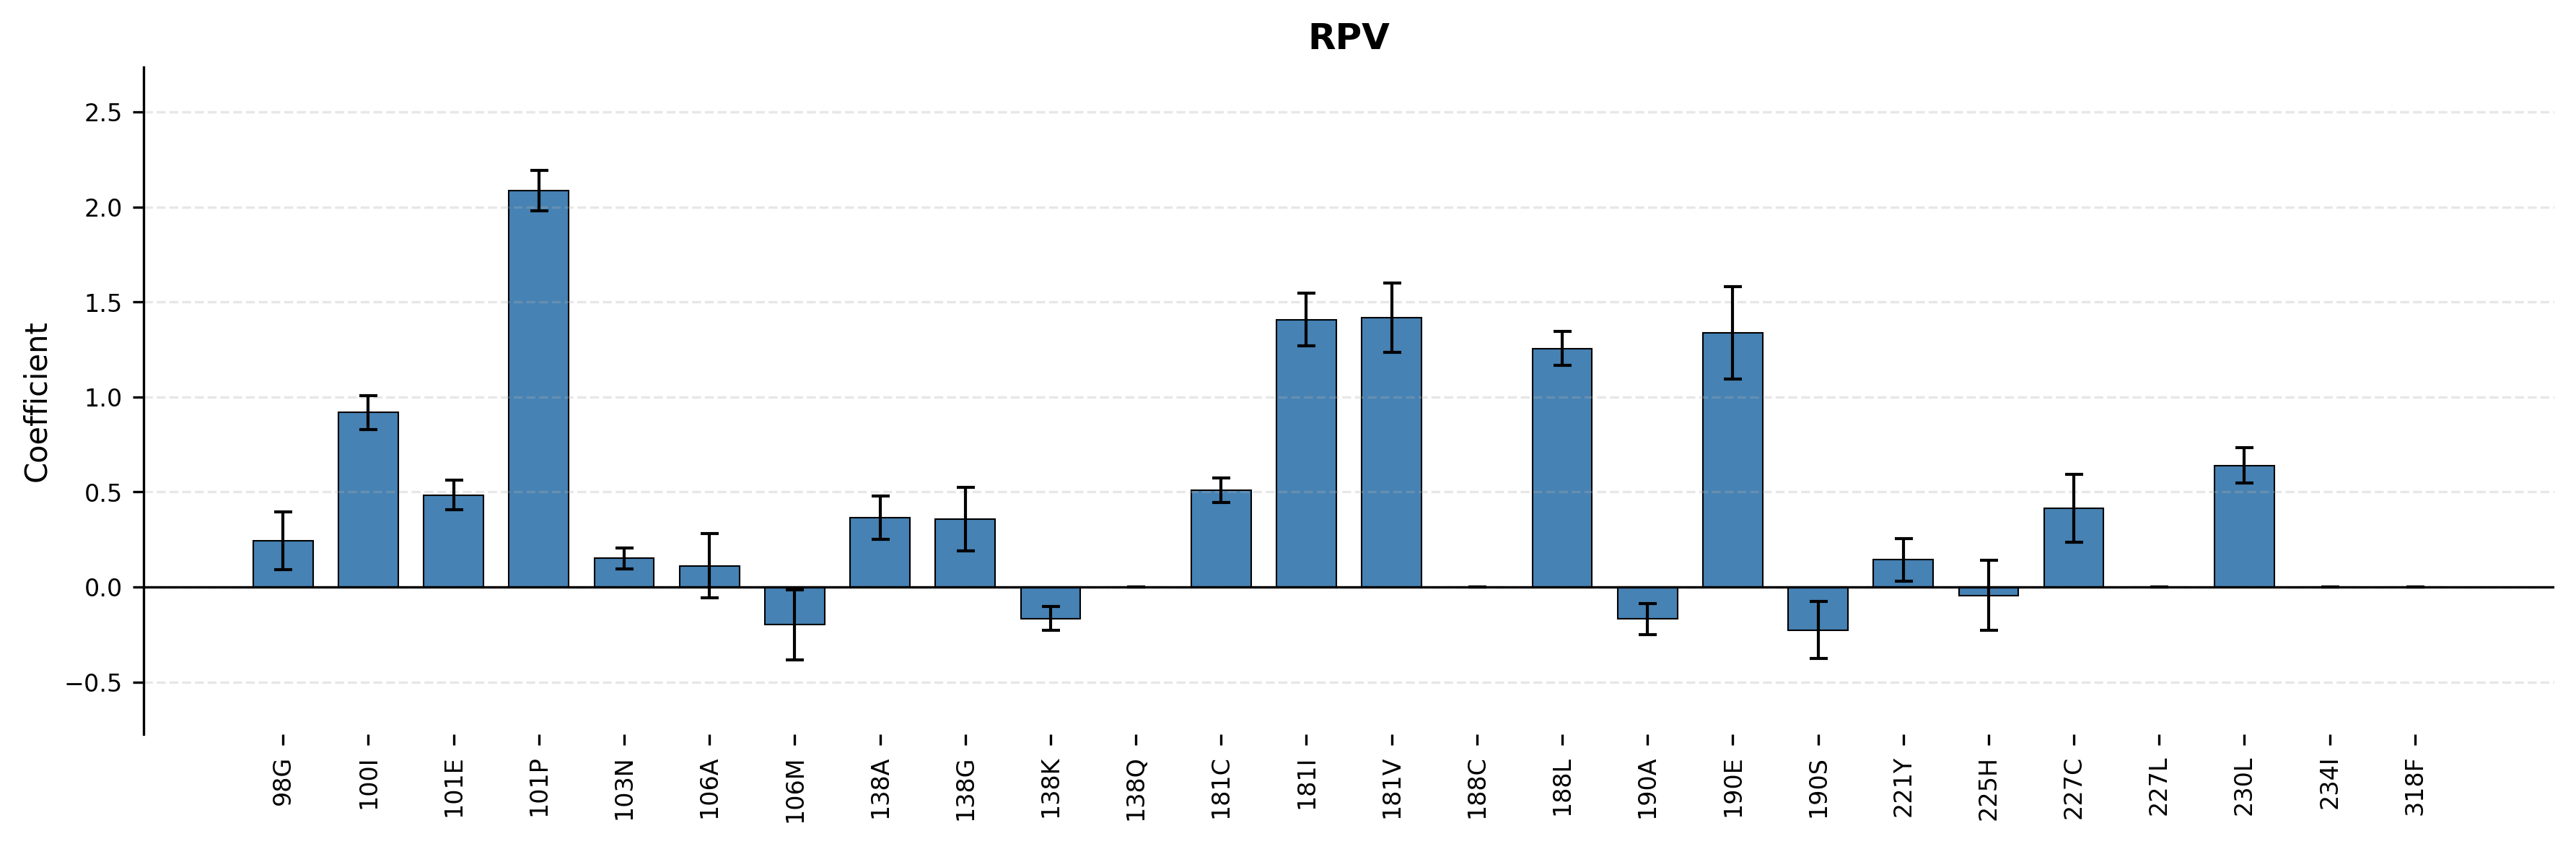 RPV
Coefficient
2.5
2.0
1.5
1.0
0.5
0.0
−0.5
98G
100I
101E
101P
103N
106A
106M
138A
138G
138K
138Q
181C
181I
181V
188C
188L
190A
190E
190S
221Y
225H
227C
227L
230L
234I
318F